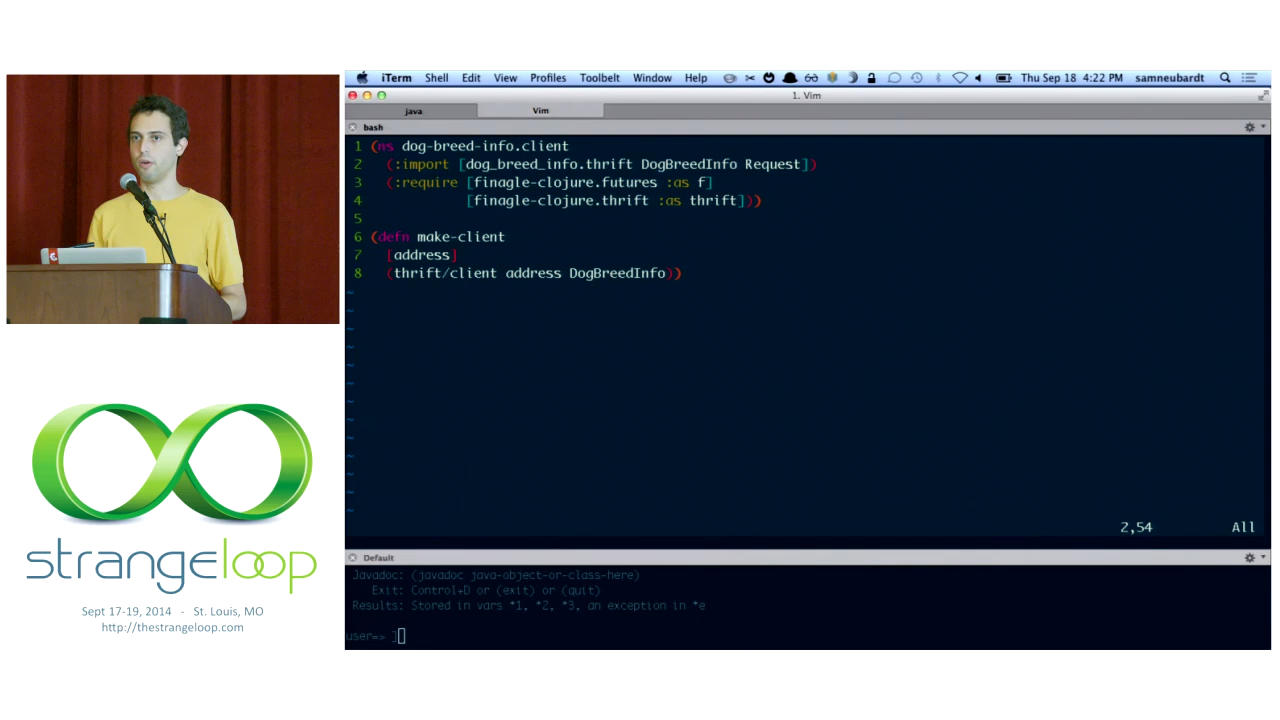 iTerm Shell Edit View Profiles Toolbelt Window Help Thu Sep 18 4:22 PM samneubardt
1. Vim
java Vim
bash
1 (ns dog-breed-info.client
2 (:import [dog_breed_info.thrift DogBreedInfo Request])
3 (:require [finagle-clojure.futures :as f]
4 [finagle-clojure.thrift :as thrift]))
5
6 (defn make-client
7 [address]
8 (thrift/client address DogBreedInfo))
~
~
~
~
~
~
~
~
~
~
~
~
~
2,54 All
Default
Javadoc: (javadoc java-object-or-class-here)
Exit: Control+D or (exit) or (quit)
Results: Stored in vars *1, *2, *3, an exception in *e
user=> ]
strangeloop
Sept 17-19, 2014 - St. Louis, MO
http://thestrangeloop.com